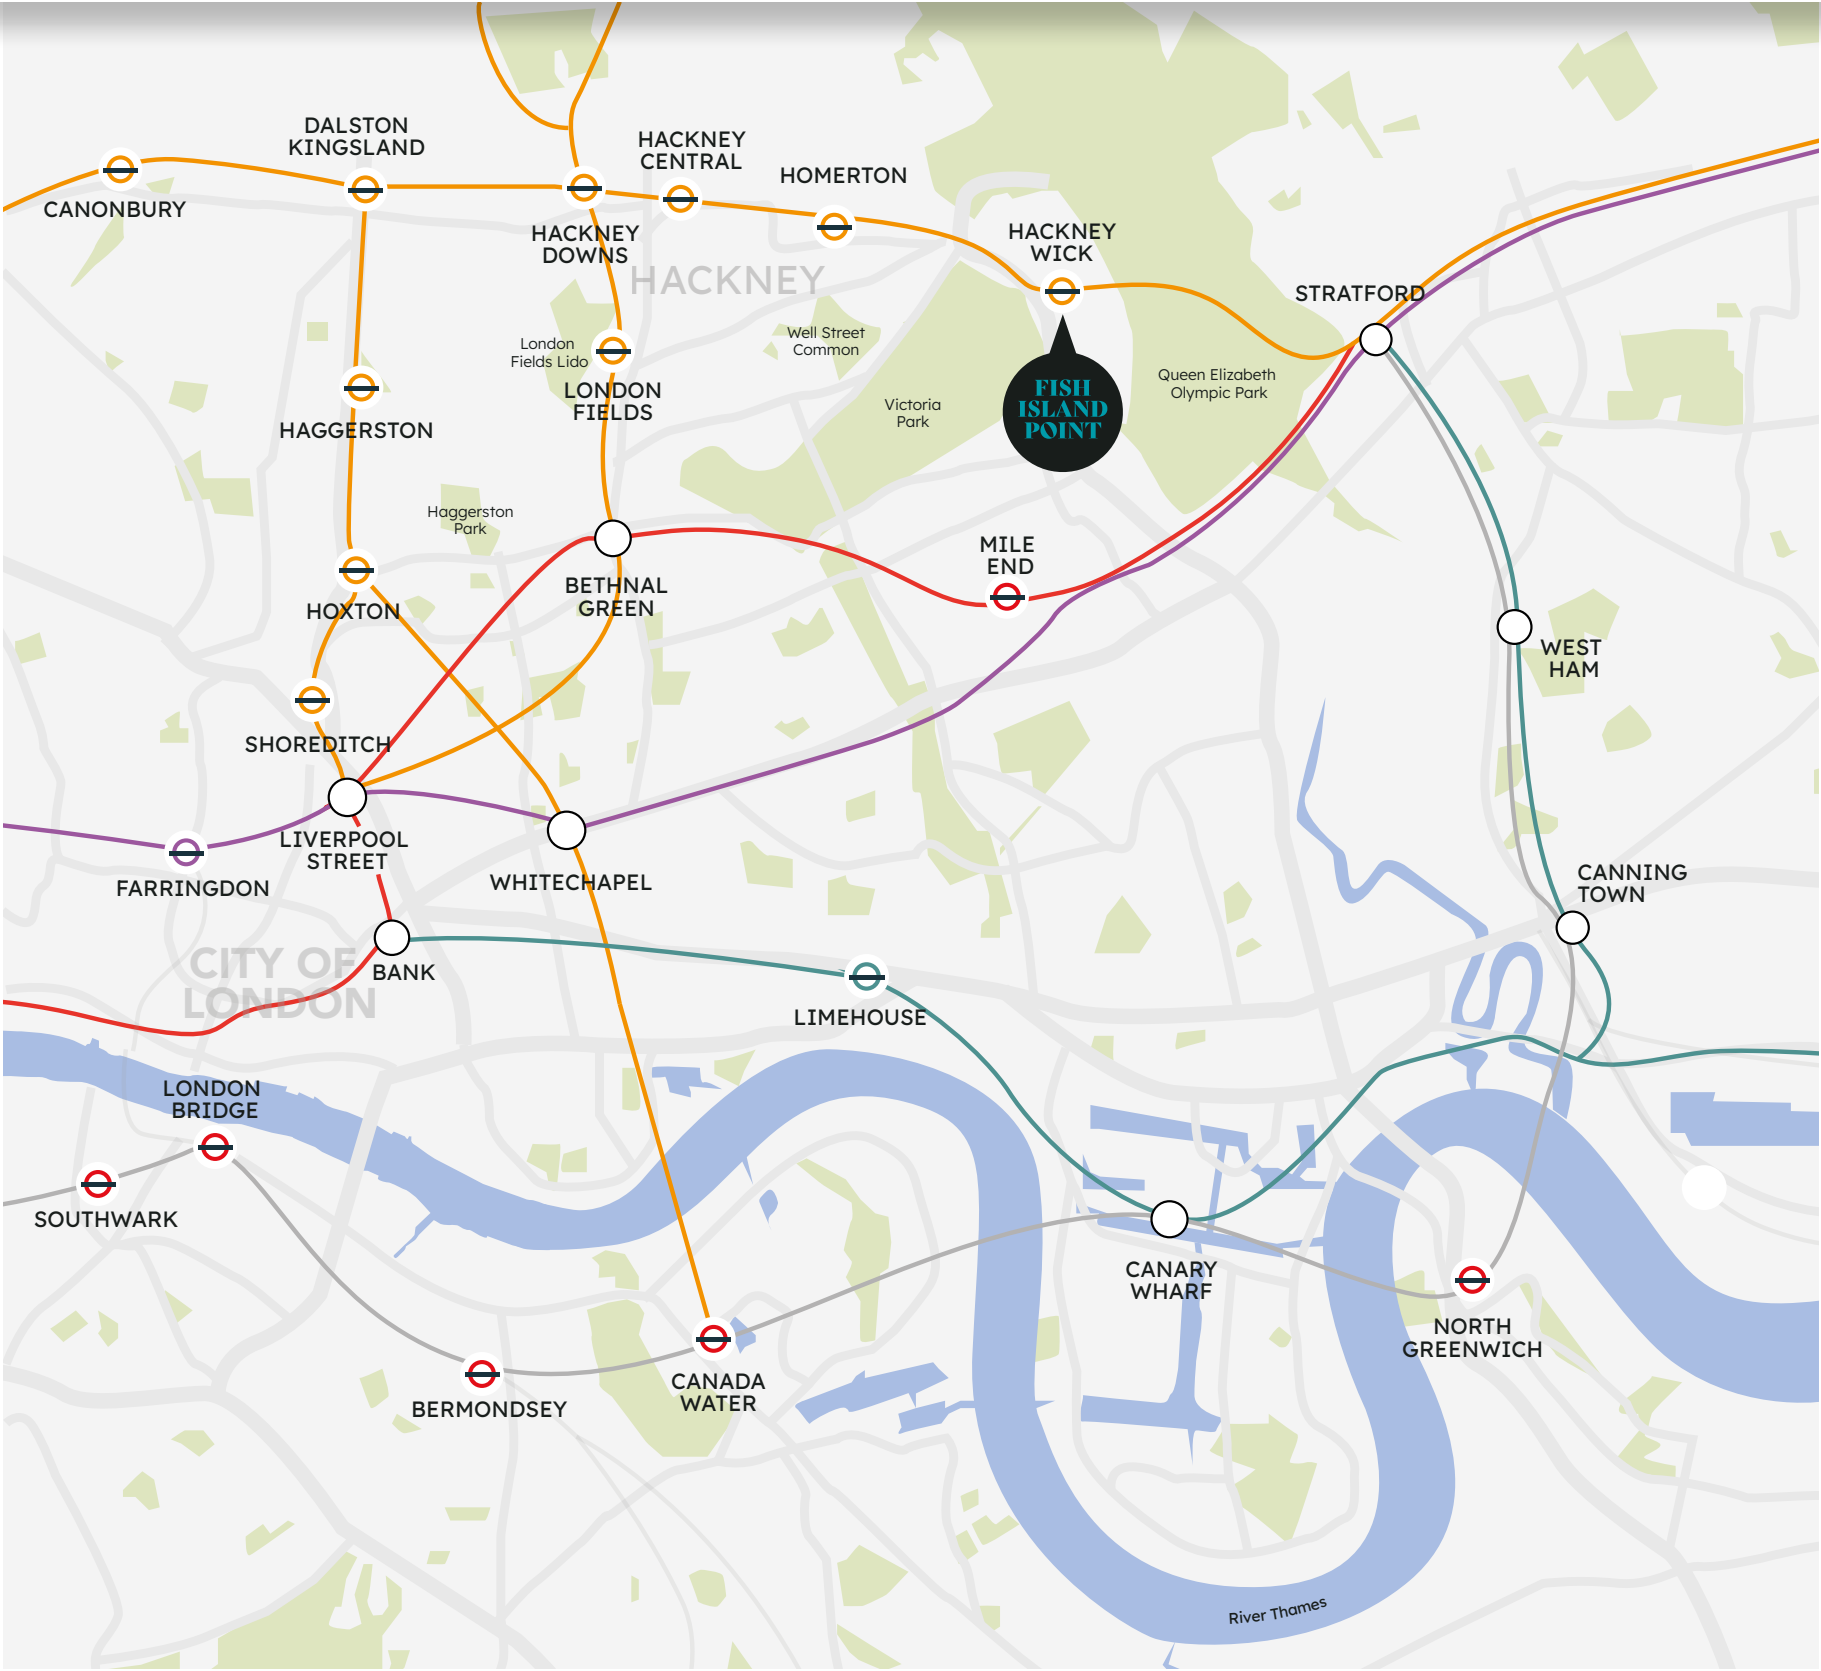 DALSTON
KINGSLAND
HACKNEY
CENTRAL
HOMERTON
CANONBURY
HACKNEY
DOWNS
HACKNEY
WICK
HACKNEY
STRATFORD
London
Fields Lido
Well Street
Common
LONDON
FIELDS
Victoria
Park
FISH
ISLAND
POINT
Queen Elizabeth
Olympic Park
HAGGERSTON
Haggerston
Park
MILE
END
BETHNAL
GREEN
HOXTON
WEST
HAM
SHOREDITCH
LIVERPOOL
STREET
FARRINGDON
WHITECHAPEL
CANNING
TOWN
CITY OF
LONDON
BANK
LIMEHOUSE
LONDON
BRIDGE
SOUTHWARK
CANARY
WHARF
NORTH
GREENWICH
CANADA
WATER
BERMONDSEY
River Thames